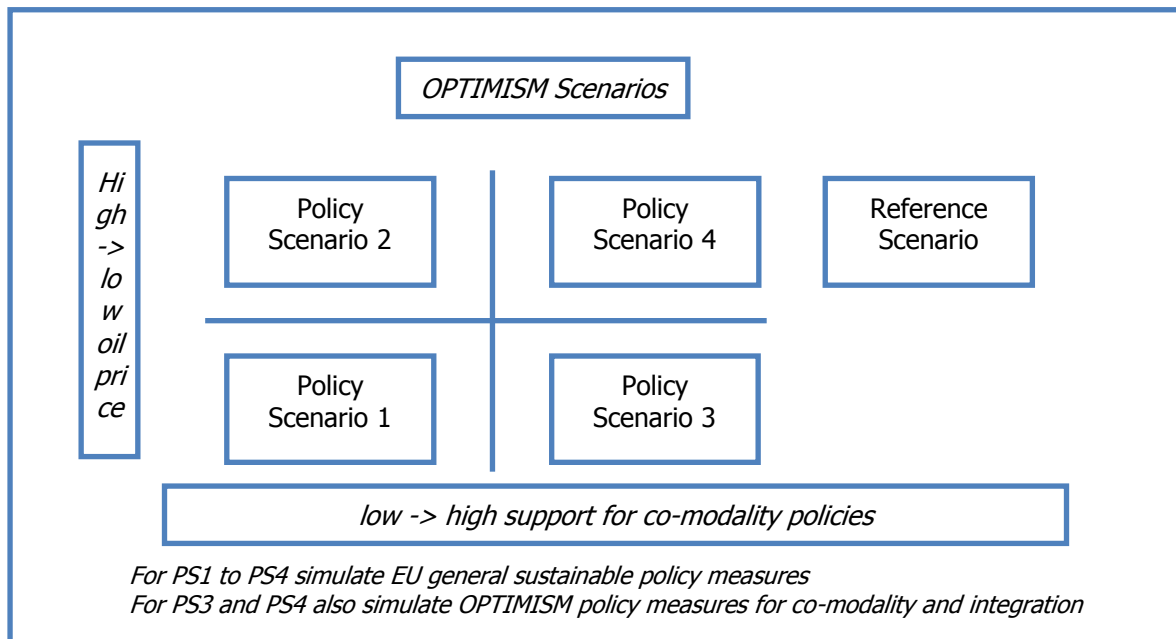 OPTIMISM Scenarios
Hi
gh
->
lo
w
oil
pri
ce
Policy
Scenario 2
Policy
Scenario 4
Reference
Scenario
Policy
Scenario 1
Policy
Scenario 3
low -> high support for co-modality policies
For PS1 to PS4 simulate EU general sustainable policy measures
For PS3 and PS4 also simulate OPTIMISM policy measures for co-modality and integration